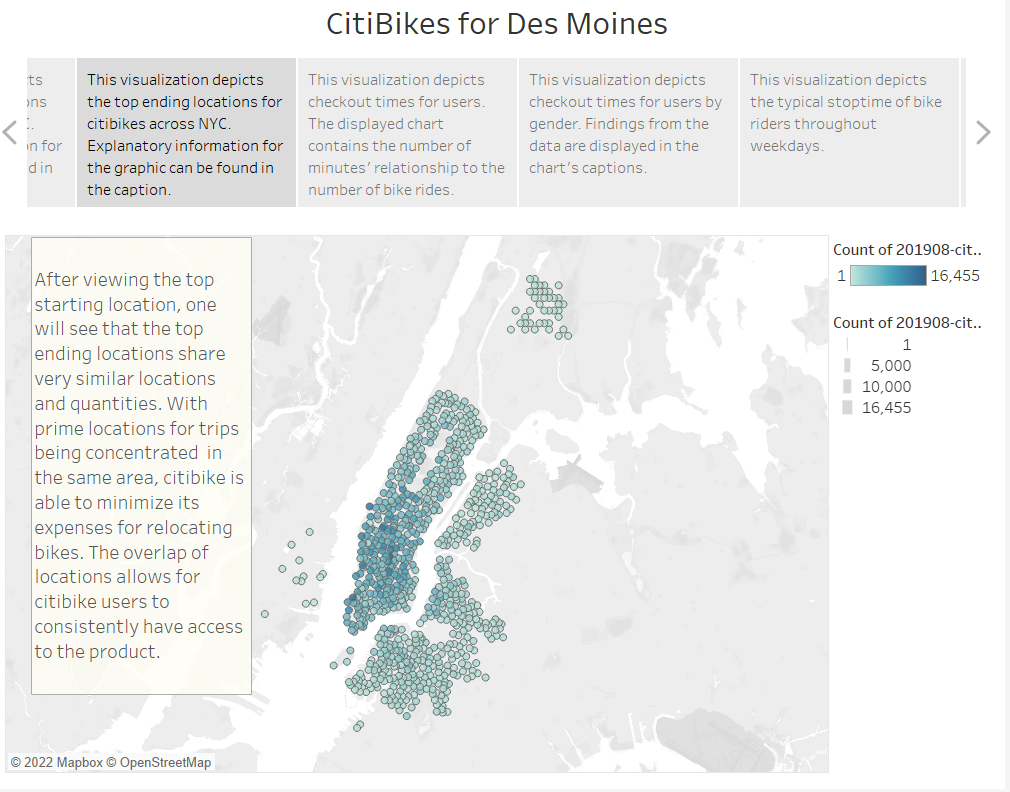 CitiBikes for Des Moines
ts
ns
C.
n for
d in
This visualization depicts
the top ending locations for
citibikes across NYC.
Explanatory information for
the graphic can be found in
the caption.
This visualization depicts
checkout times for users.
The displayed chart
contains the number of
minutes' relationship to the
number of bike rides.
This visualization depicts
checkout times for users by
gender. Findings from the
data are displayed in the
chart's captions.
This visualization depicts
the typical stoptime of bike
riders throughout
weekdays.
After viewing the top
starting location, one
will see that the top
ending locations share
very similar locations
and quantities. With
prime locations for trips
being concentrated in
the same area, citibike is
able to minimize its
expenses for relocating
bikes. The overlap of
locations allows for
citibike users to
consistently have access
to the product.
© 2022 Mapbox © OpenStreetMap
Count of 201908-cit..
1 16,455
Count of 201908-cit..
1
5,000
10,000
16,455